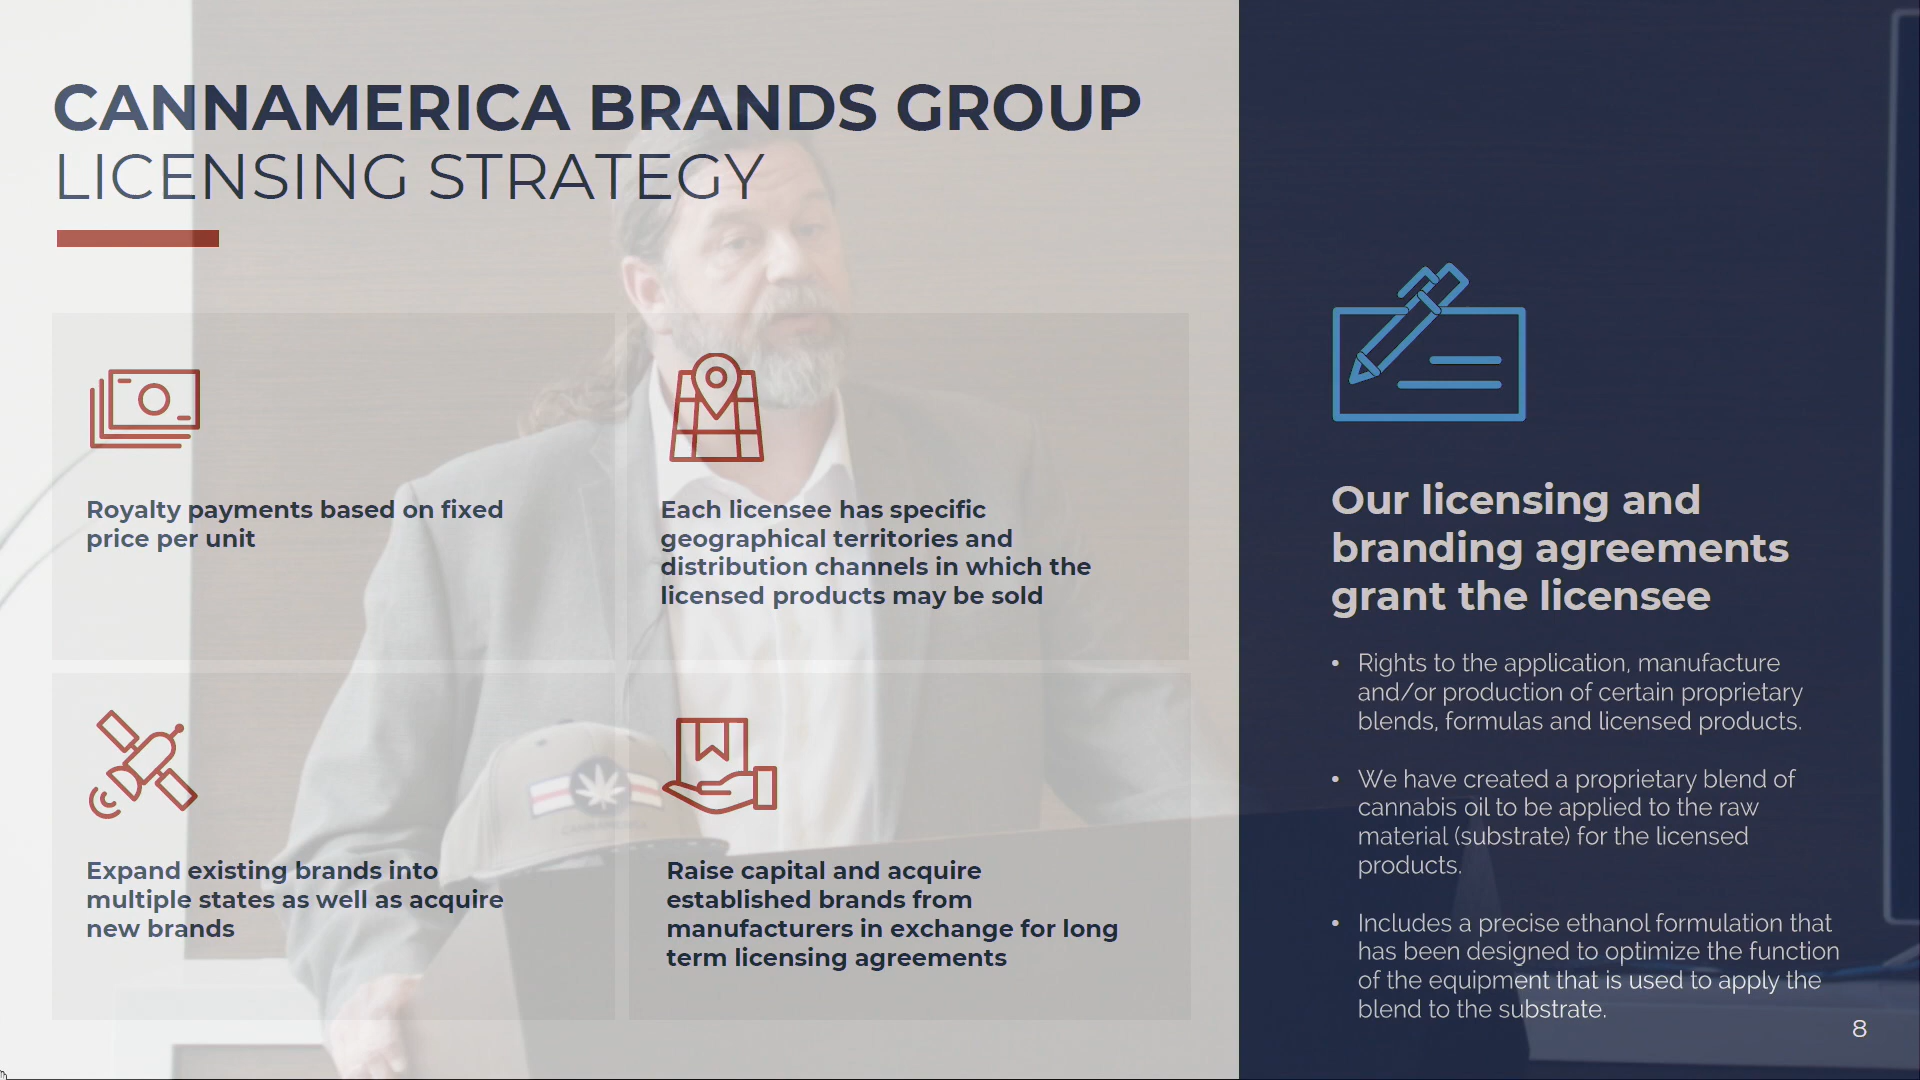 CANNAMERICA BRANDS GROUP
LICENSING STRATEGY
Royalty payments based on fixed
price per unit
Each licensee has specific
geographical territories and
distribution channels in which the
licensed products may be sold
Expand existing brands into
multiple states as well as acquire
new brands
Raise capital and acquire
established brands from
manufacturers in exchange for long
term licensing agreements
Our licensing and
branding agreements
grant the licensee
• Rights to the application, manufacture
and/or production of certain proprietary
blends, formulas and licensed products.
• We have created a proprietary blend of
cannabis oil to be applied to the raw
material (substrate) for the licensed
products.
• Includes a precise ethanol formulation that
has been designed to optimize the function
of the equipment that is used to apply the
blend to the substrate.
8